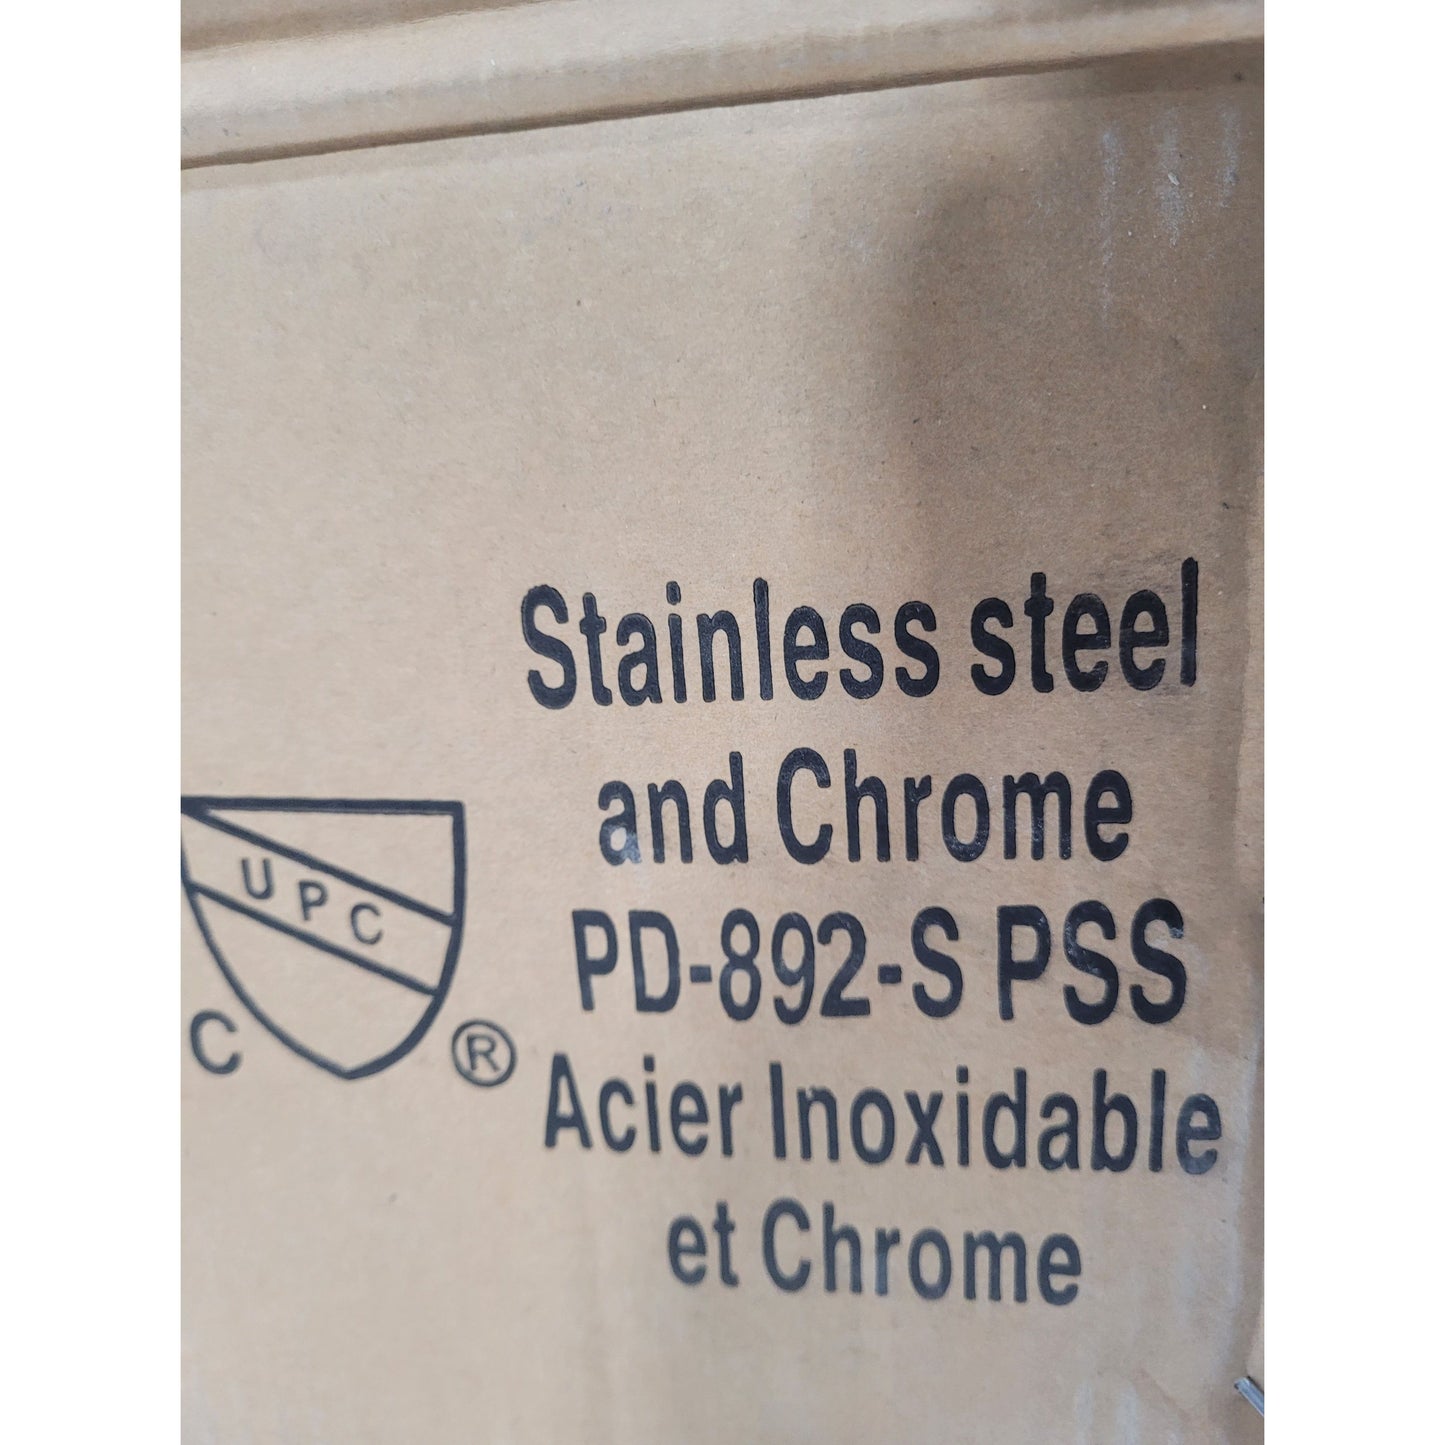 Stainless steel
and Chrome
PD-892-S PSS
Acier Inoxidable
et Chrome
UPC
C ®